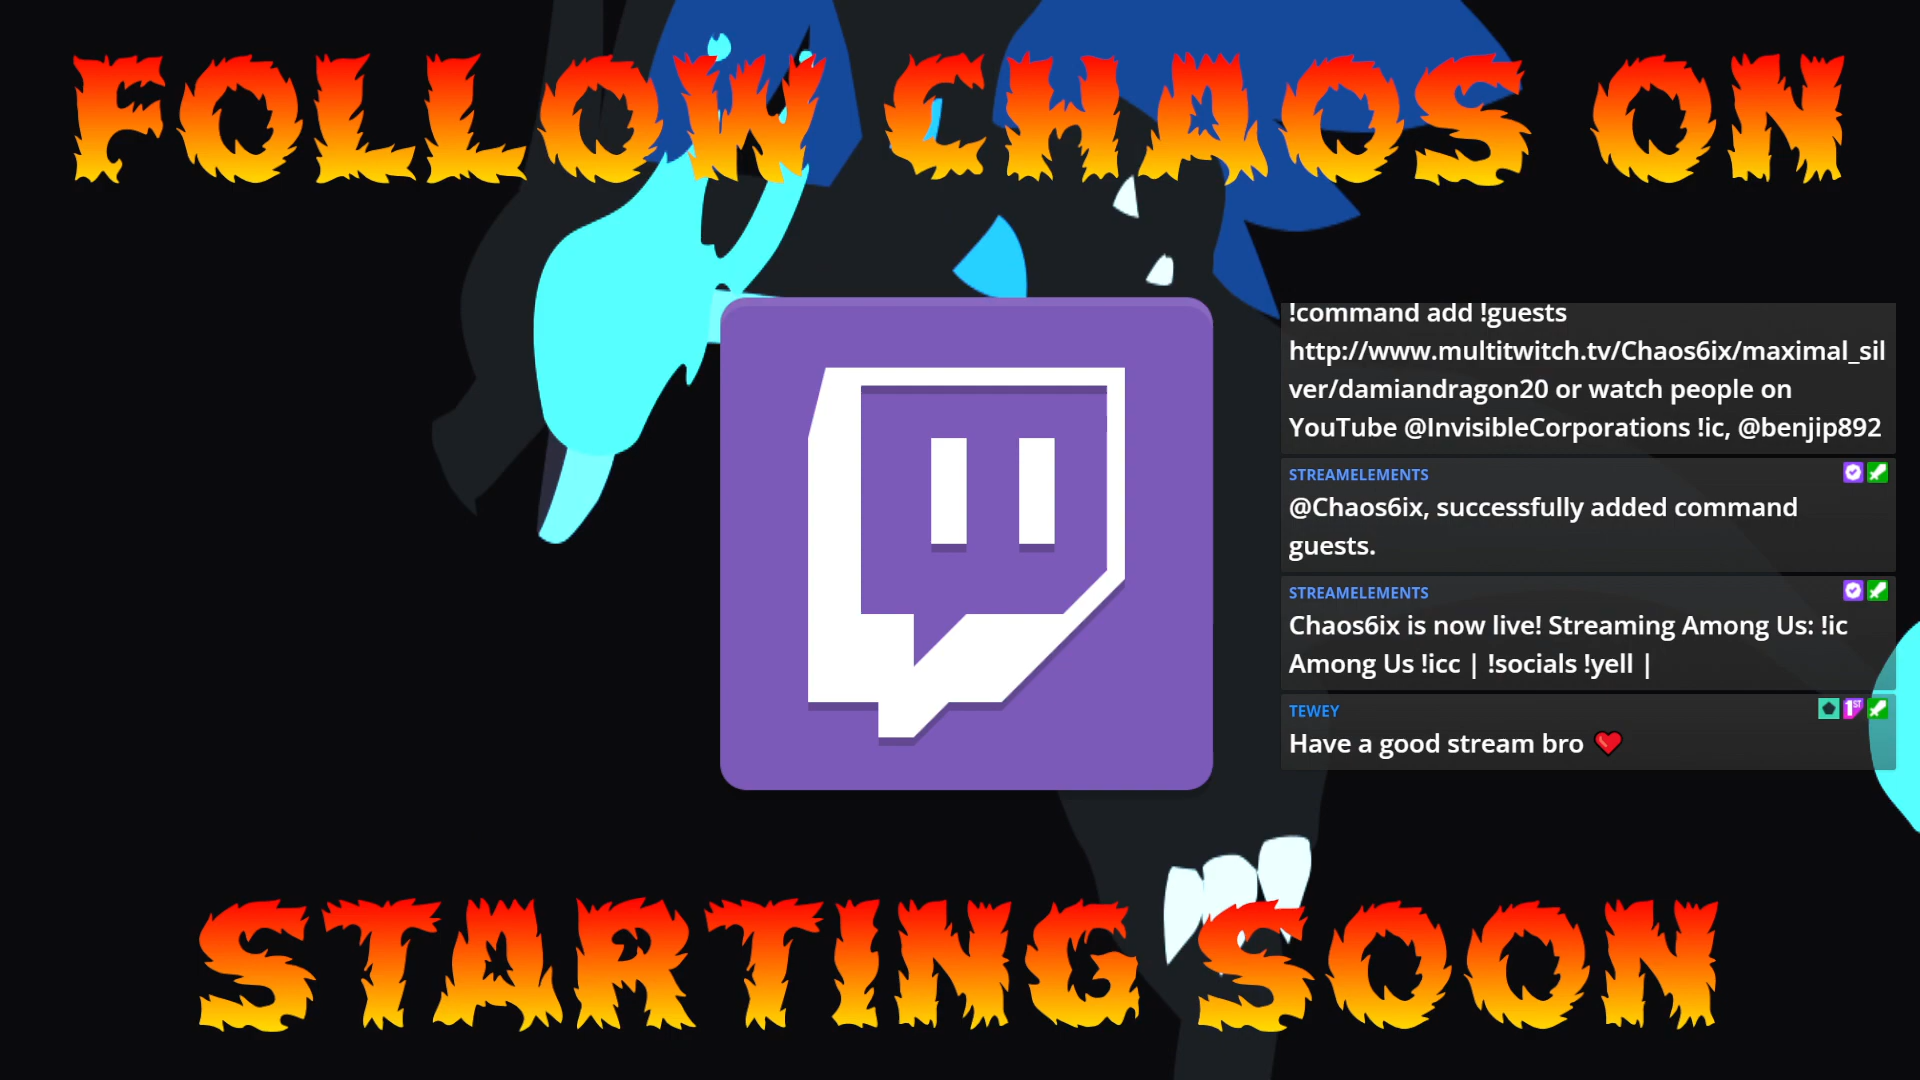 FOLLOW CHAOS ON
!command add !guests
http://www.multitwitch.tv/Chaos6ix/maximal_sil
ver/damiandragon20 or watch people on
YouTube @InvisibleCorporations !ic, @benjip892
STREAMELEMENTS
@Chaos6ix, successfully added command
guests.
STREAMELEMENTS
Chaos6ix is now live! Streaming Among Us: !ic
Among Us !icc | !socials !yell |
TEWEY
1ST
Have a good stream bro ❤️
STARTING SOON